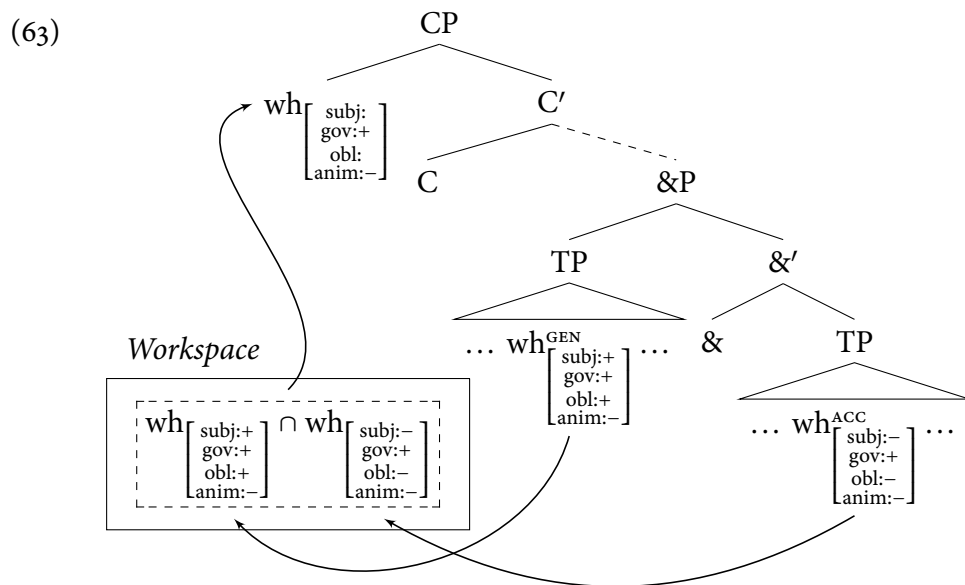 (63)
CP
wh[subj: gov:+ obl: anim:−]
C′
C
&P
TP
&′
… wh^GEN[subj:+ gov:+ obl:+ anim:−] …
&
TP
… wh^ACC[subj:− gov:+ obl:− anim:−] …
Workspace
wh[subj:+ gov:+ obl:+ anim:−] ∩ wh[subj:− gov:+ obl:− anim:−]